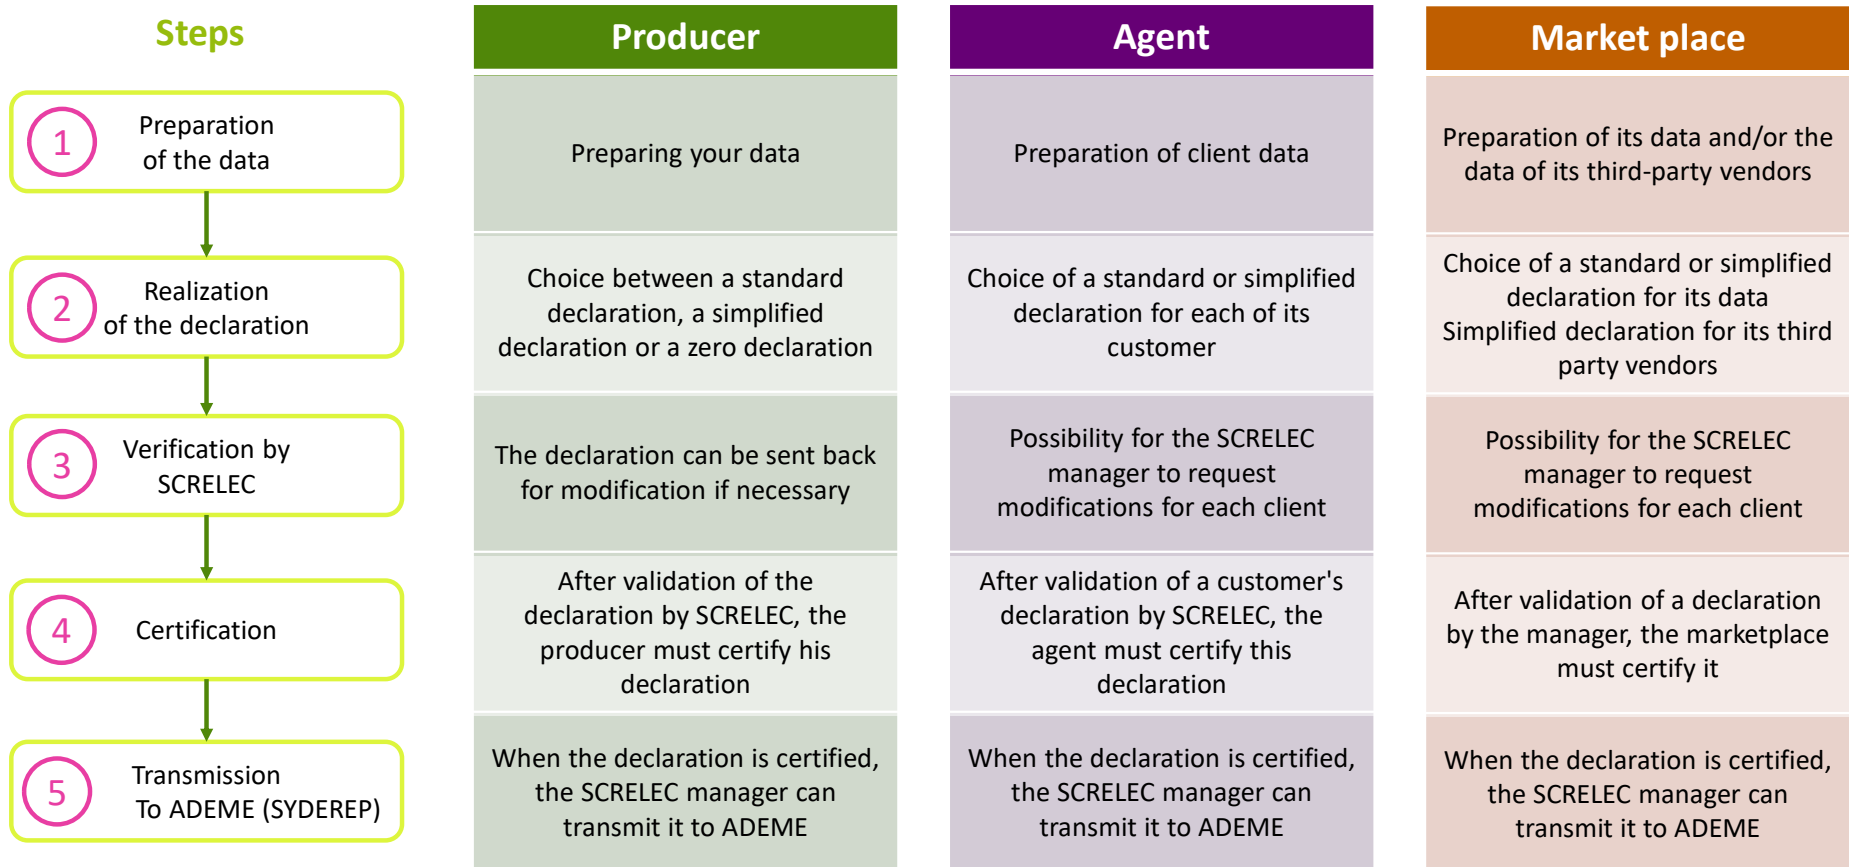 Steps
Producer
Agent
Market place
1
Preparation
of the data
Preparing your data
Preparation of client data
Preparation of its data and/or the
data of its third-party vendors
2
Realization
of the declaration
Choice between a standard
declaration, a simplified
declaration or a zero declaration
Choice of a standard or simplified
declaration for each of its
customer
Choice of a standard or simplified
declaration for its data
Simplified declaration for its third
party vendors
3
Verification by
SCRELEC
The declaration can be sent back
for modification if necessary
Possibility for the SCRELEC
manager to request
modifications for each client
Possibility for the SCRELEC
manager to request
modifications for each client
4
Certification
After validation of the
declaration by SCRELEC, the
producer must certify his
declaration
After validation of a customer's
declaration by SCRELEC, the
agent must certify this
declaration
After validation of a declaration
by the manager, the marketplace
must certify it
5
Transmission
To ADEME (SYDEREP)
When the declaration is certified,
the SCRELEC manager can
transmit it to ADEME
When the declaration is certified,
the SCRELEC manager can
transmit it to ADEME
When the declaration is certified,
the SCRELEC manager can
transmit it to ADEME